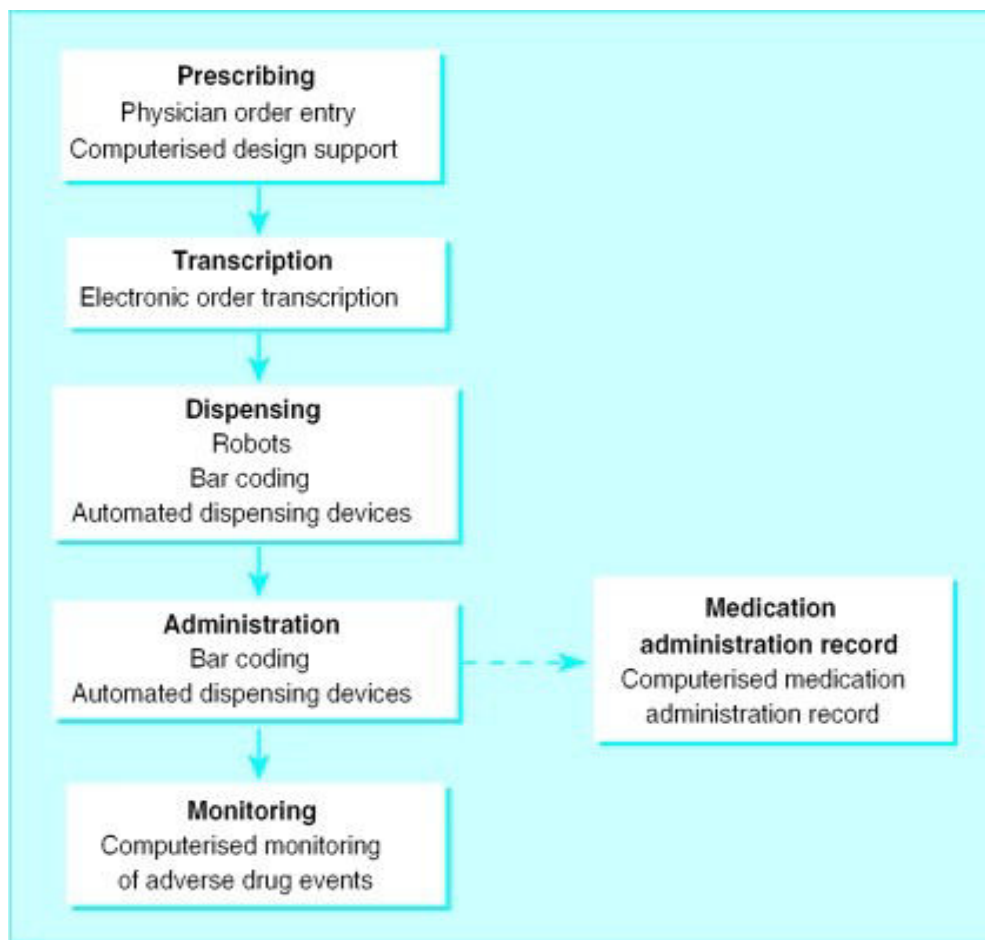 Prescribing
Physician order entry
Computerised design support
Transcription
Electronic order transcription
Dispensing
Robots
Bar coding
Automated dispensing devices
Administration
Bar coding
Automated dispensing devices
Medication
administration record
Computerised medication
administration record
Monitoring
Computerised monitoring
of adverse drug events